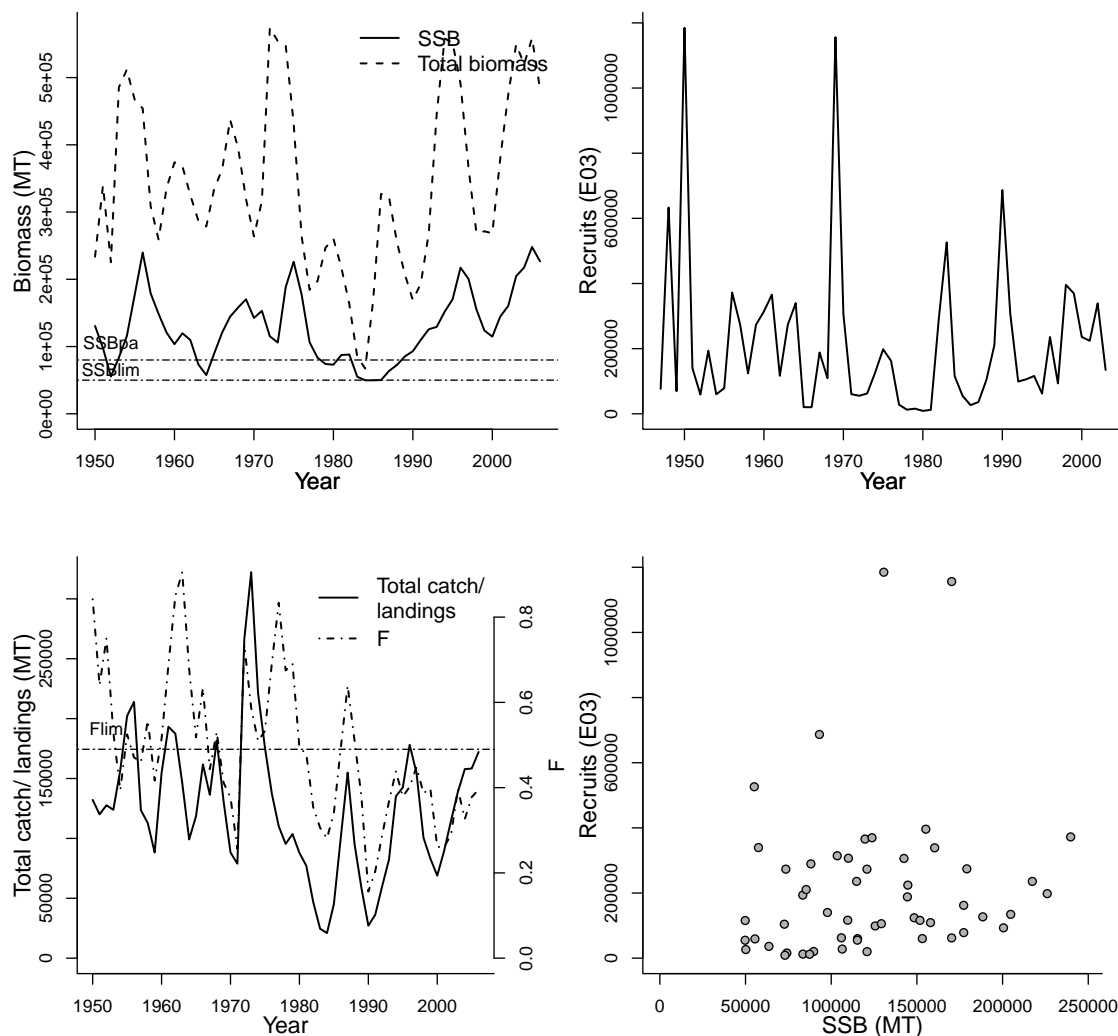 SSB
Total biomass
Biomass (MT)
0e+00
1e+05
2e+05
3e+05
4e+05
5e+05
SSBpa
SSBlim
1950 1960 1970 1980 1990 2000
Year
Recruits (E03)
0
200000
600000
1000000
1950 1960 1970 1980 1990 2000
Year
Total catch/
landings
F
Total catch/ landings (MT)
0
50000
150000
250000
Flim
0.0
0.2
0.4
0.6
0.8
F
1950 1960 1970 1980 1990 2000
Year
Recruits (E03)
0
200000
600000
1000000
0 50000 100000 150000 200000 250000
SSB (MT)